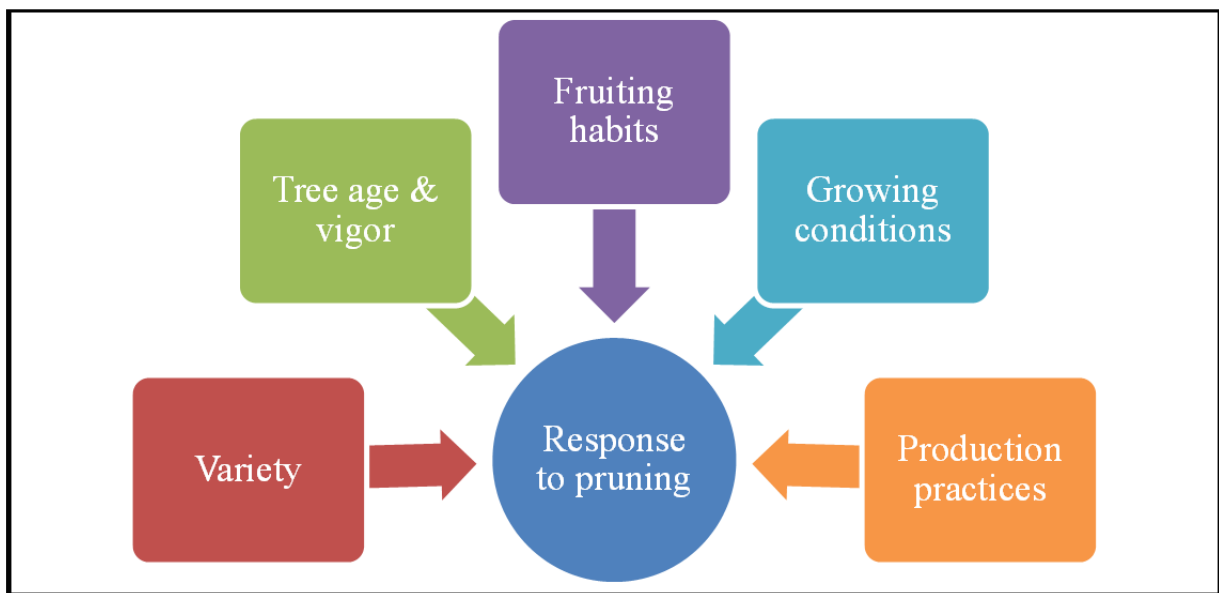 Fruiting
habits
Tree age &
vigor
Growing
conditions
Variety
Response
to pruning
Production
practices